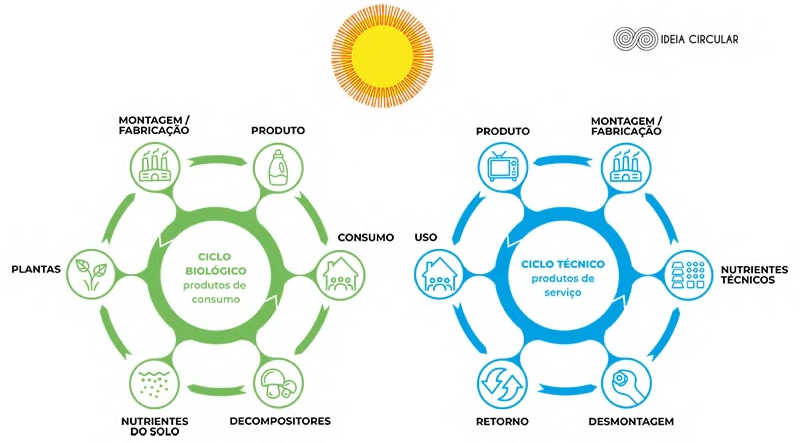 IDEIA CIRCULAR
MONTAGEM /
FABRICAÇÃO
PRODUTO
CONSUMO
DECOMPOSITORES
NUTRIENTES
DO SOLO
PLANTAS
CICLO
BIOLÓGICO
produtos de
consumo
PRODUTO
MONTAGEM /
FABRICAÇÃO
NUTRIENTES
TÉCNICOS
DESMONTAGEM
RETORNO
USO
CICLO TÉCNICO
produtos de
serviço